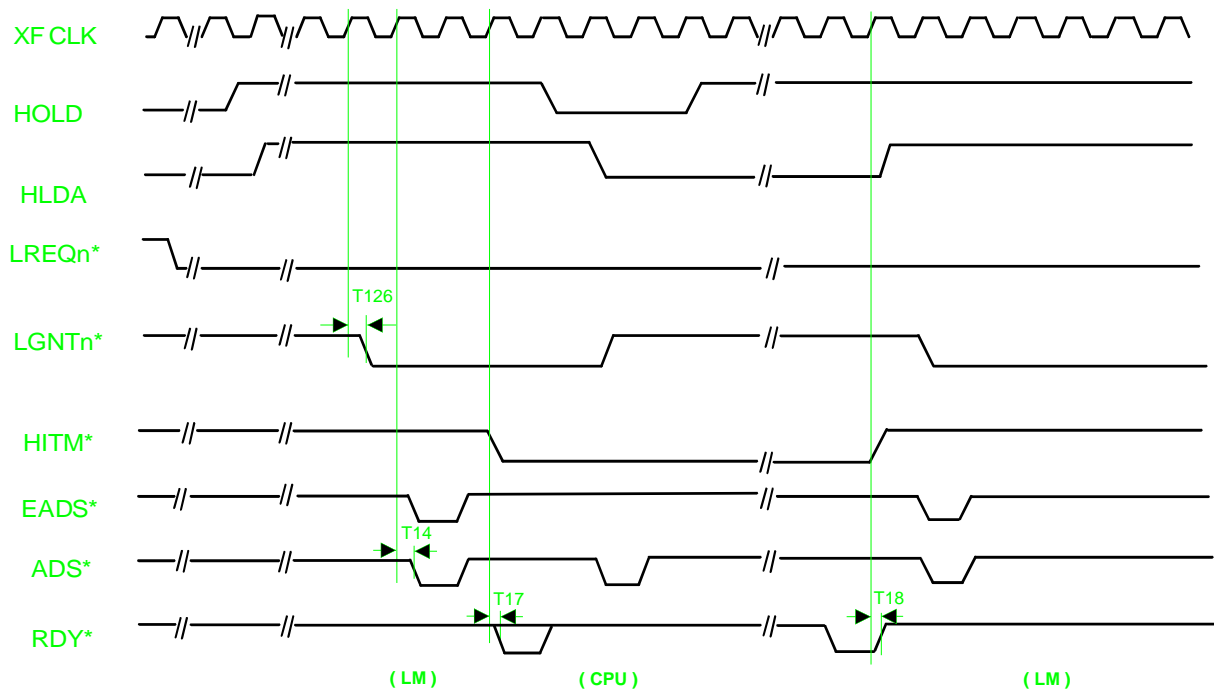 XF CLK
HOLD
HLDA
LREQn*
T126
LGNTn*
HITM*
EADS*
T14
ADS*
T17
T18
RDY*
( LM )
( CPU )
( LM )